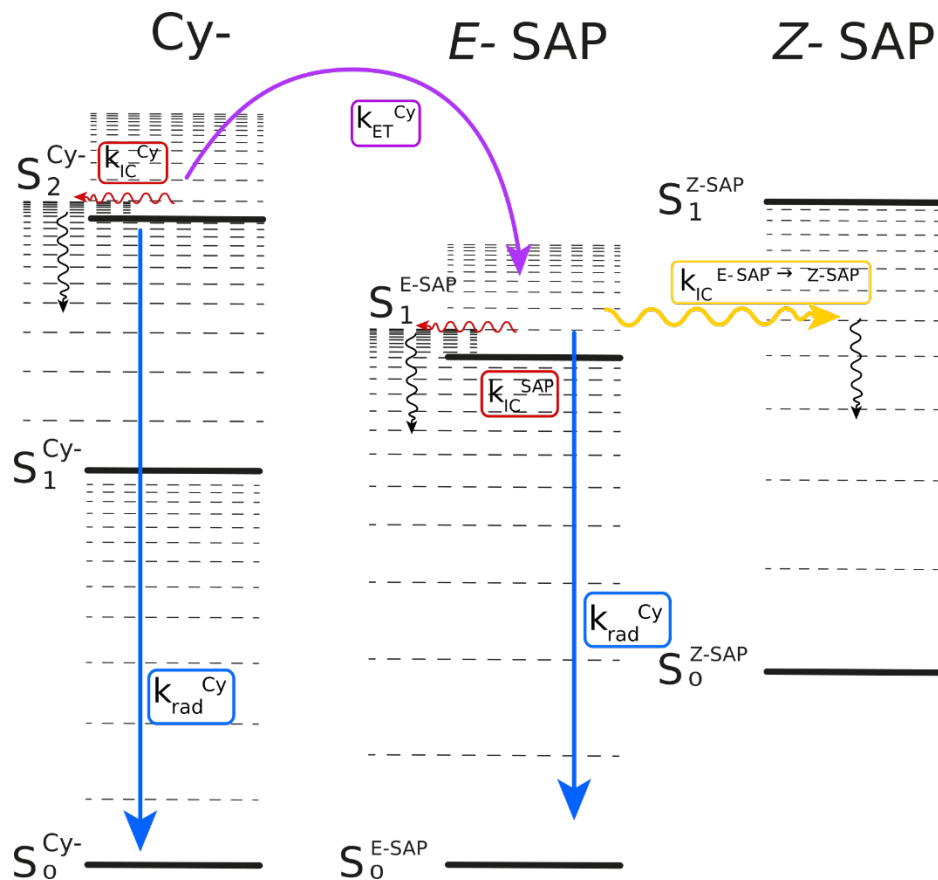 Cy-
E- SAP
Z- SAP
k_ET^Cy
k_IC^Cy
S_2^Cy-
S_1^Z-SAP
k_IC^E-SAP → Z-SAP
S_1^E-SAP
k_IC^SAP
S_1^Cy-
k_rad^Cy
S_0^Z-SAP
k_rad^Cy
S_0^Cy-
S_0^E-SAP